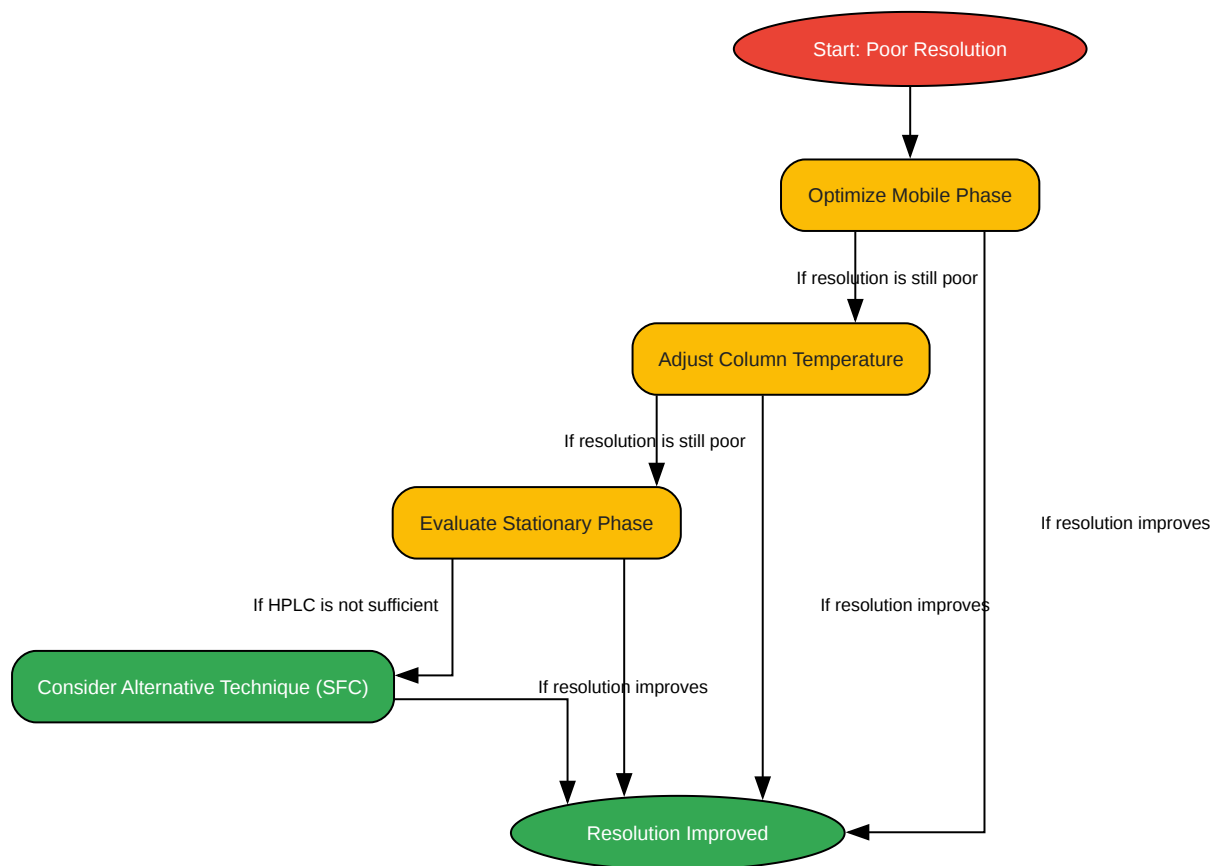 Start: Poor Resolution
Optimize Mobile Phase
If resolution is still poor
Adjust Column Temperature
If resolution is still poor
Evaluate Stationary Phase
If resolution improves
If HPLC is not sufficient
If resolution improves
Consider Alternative Technique (SFC)
If resolution improves
Resolution Improved